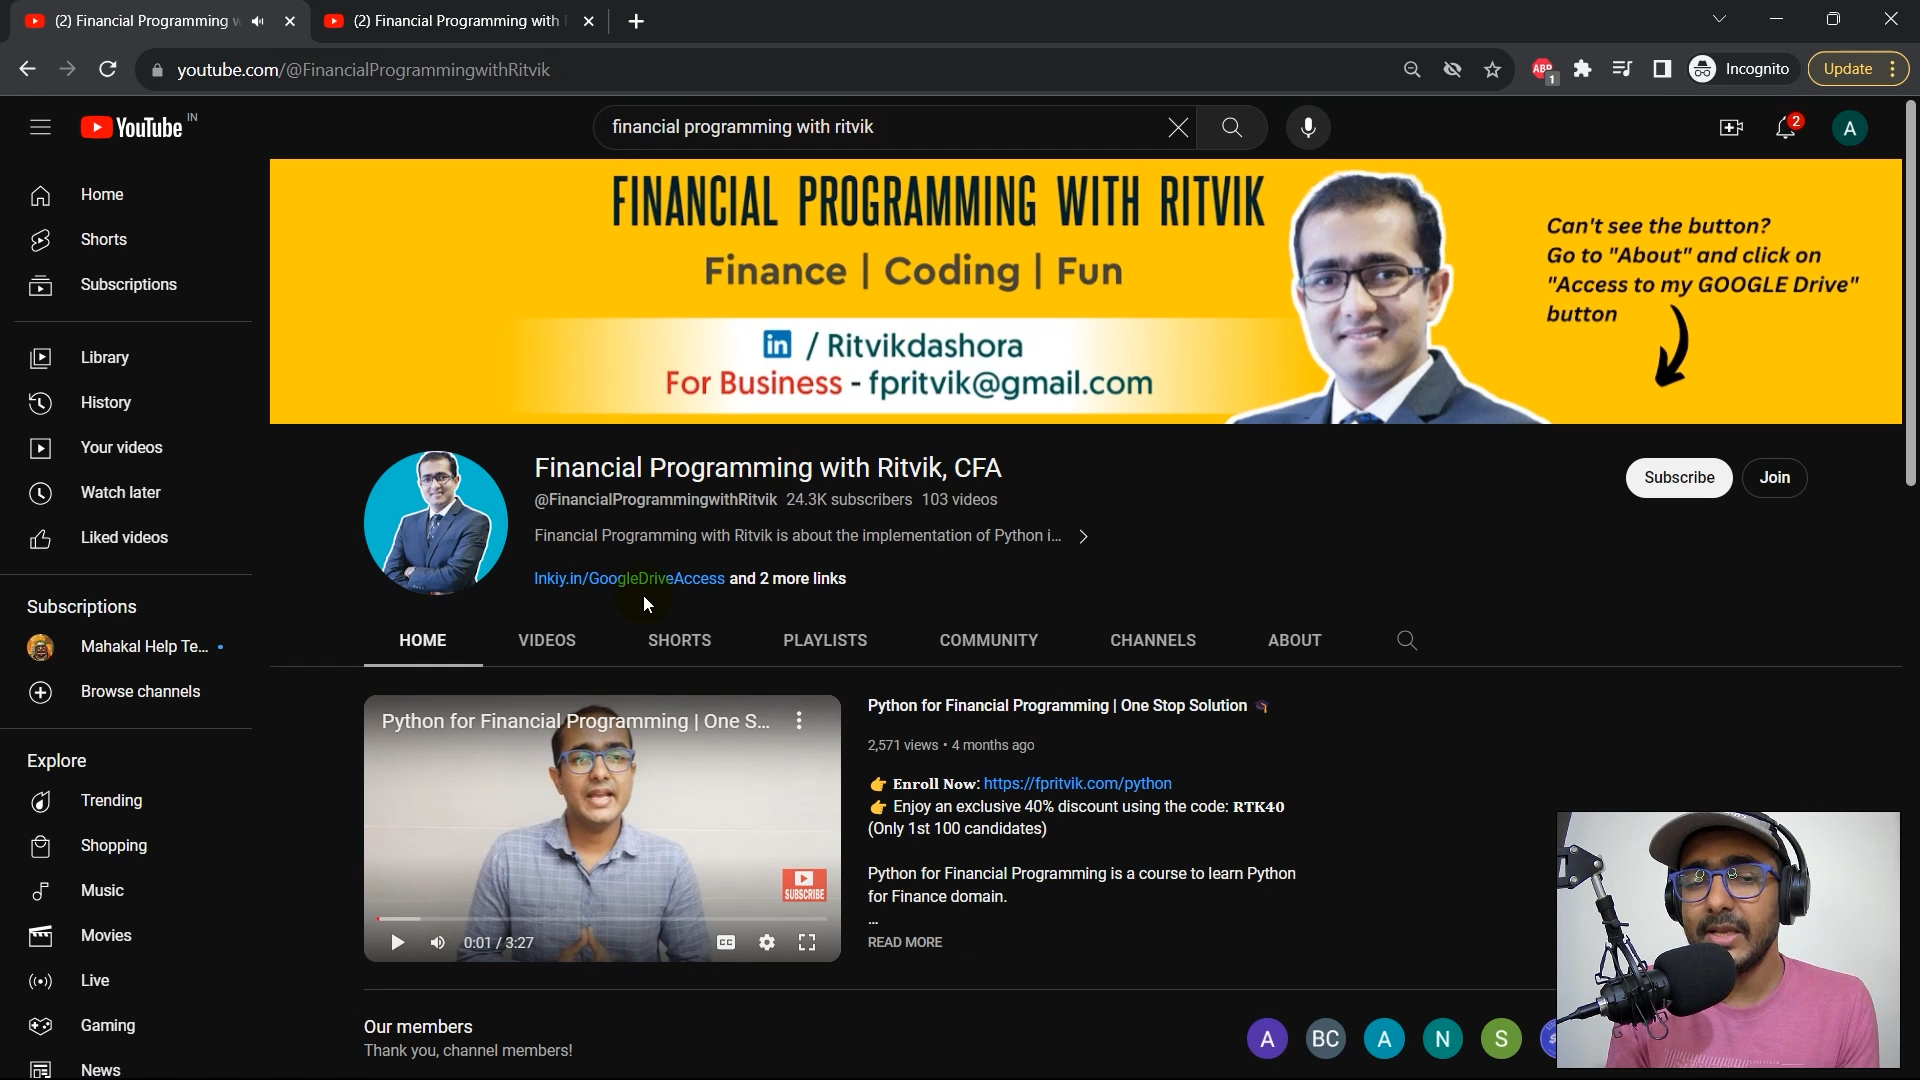 (2) Financial Programming w
(2) Financial Programming with
youtube.com/@FinancialProgrammingwithRitvik
ABP
1
Incognito
Update
YouTube IN
financial programming with ritvik
2
A
Home
Shorts
Subscriptions
Library
History
Your videos
Watch later
Liked videos
Subscriptions
Mahakal Help Te...
Browse channels
Explore
Trending
Shopping
Music
Movies
Live
Gaming
News
FINANCIAL PROGRAMMING WITH RITVIK
Finance | Coding | Fun
in / Ritvikdashora
For Business - fpritvik@gmail.com
Can't see the button?
Go to "About" and click on
"Access to my GOOGLE Drive"
button
Financial Programming with Ritvik, CFA
@FinancialProgrammingwithRitvik 24.3K subscribers 103 videos
Financial Programming with Ritvik is about the implementation of Python i...
lnkiy.in/GoogleDriveAccess and 2 more links
Subscribe
Join
HOME
VIDEOS
SHORTS
PLAYLISTS
COMMUNITY
CHANNELS
ABOUT
Python for Financial Programming | One S...
SUBSCRIBE
0:01 / 3:27
CC
Python for Financial Programming | One Stop Solution 🎓
2,571 views • 4 months ago
👉 Enroll Now: https://fpritvik.com/python
👉 Enjoy an exclusive 40% discount using the code: RTK40
(Only 1st 100 candidates)
Python for Financial Programming is a course to learn Python
for Finance domain.
...
READ MORE
Our members
Thank you, channel members!
A
BC
A
N
S